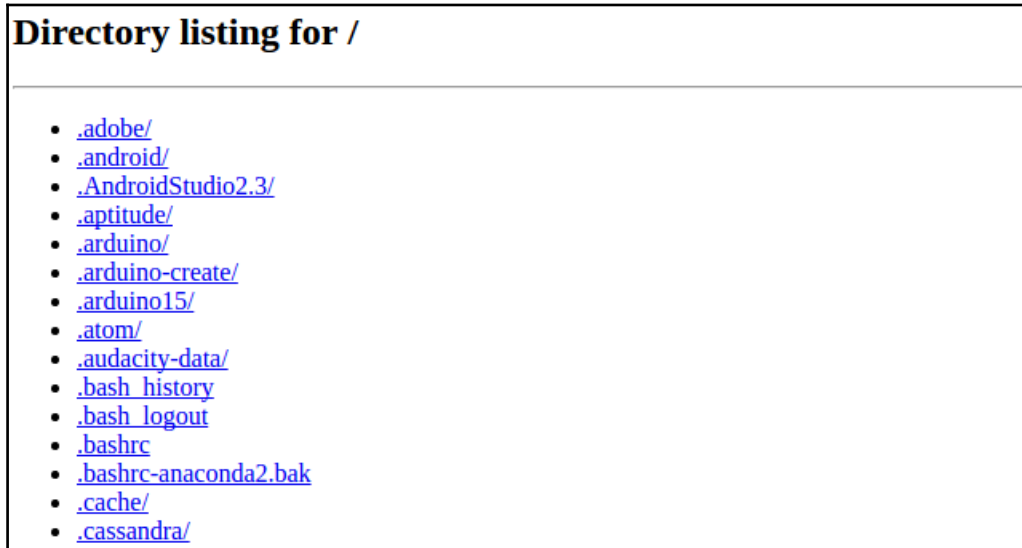 Directory listing for /
.adobe/
.android/
.AndroidStudio2.3/
.aptitude/
.arduino/
.arduino-create/
.arduino15/
.atom/
.audacity-data/
.bash_history
.bash_logout
.bashrc
.bashrc-anaconda2.bak
.cache/
.cassandra/